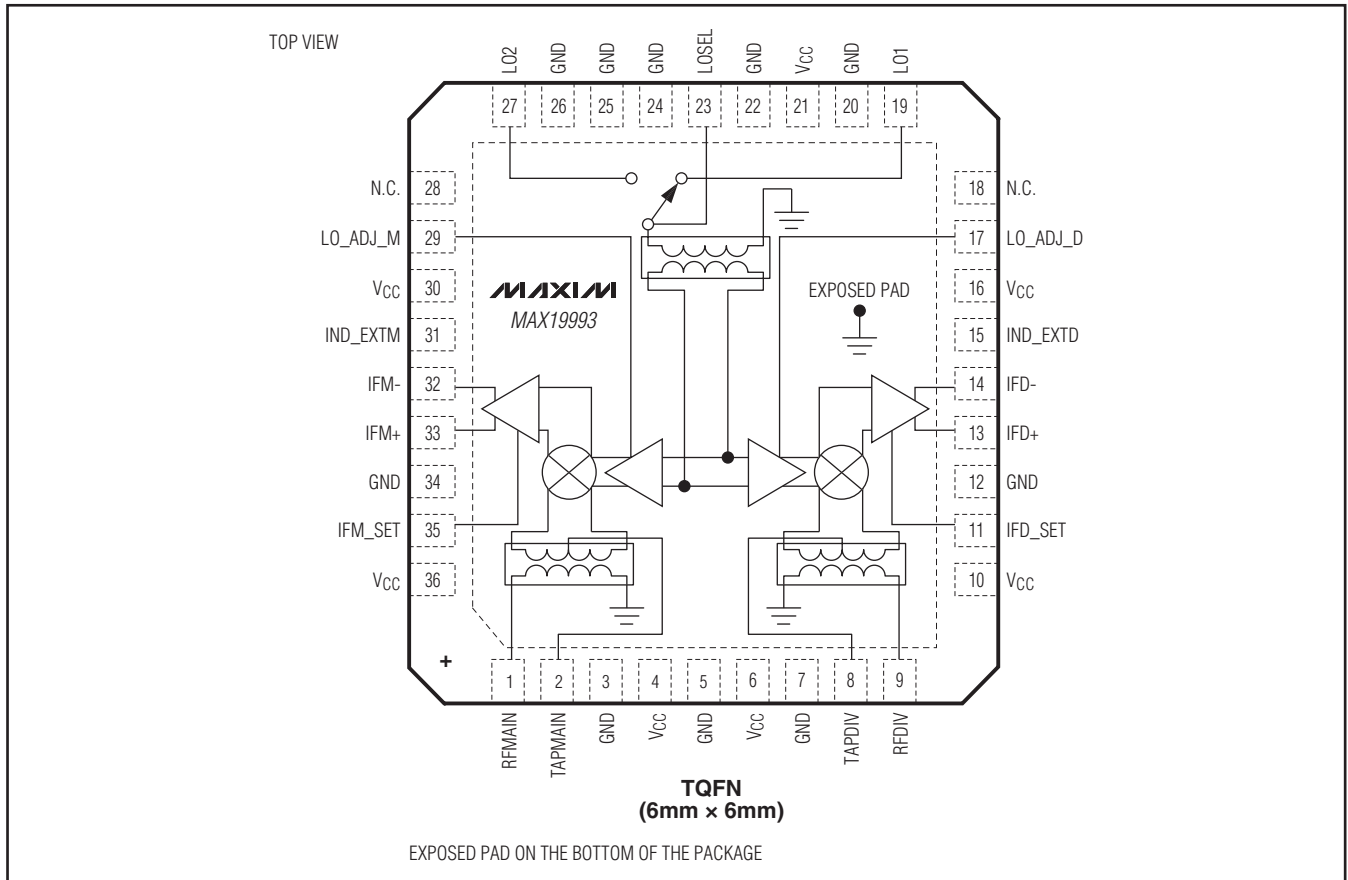 TOP VIEW
LO2
GND
GND
GND
LOSEL
GND
VCC
GND
LO1
27
26
25
24
23
22
21
20
19
N.C. 28
18 N.C.
LO_ADJ_M 29
17 LO_ADJ_D
VCC 30
16 VCC
MAXIM
MAX19993
EXPOSED PAD
IND_EXTM 31
15 IND_EXTD
IFM- 32
14 IFD-
IFM+ 33
13 IFD+
GND 34
12 GND
IFM_SET 35
11 IFD_SET
VCC 36
10 VCC
+
1
2
3
4
5
6
7
8
9
RFMAIN
TAPMAIN
GND
VCC
GND
VCC
GND
TAPDIV
RFDIV
TQFN
(6mm × 6mm)
EXPOSED PAD ON THE BOTTOM OF THE PACKAGE